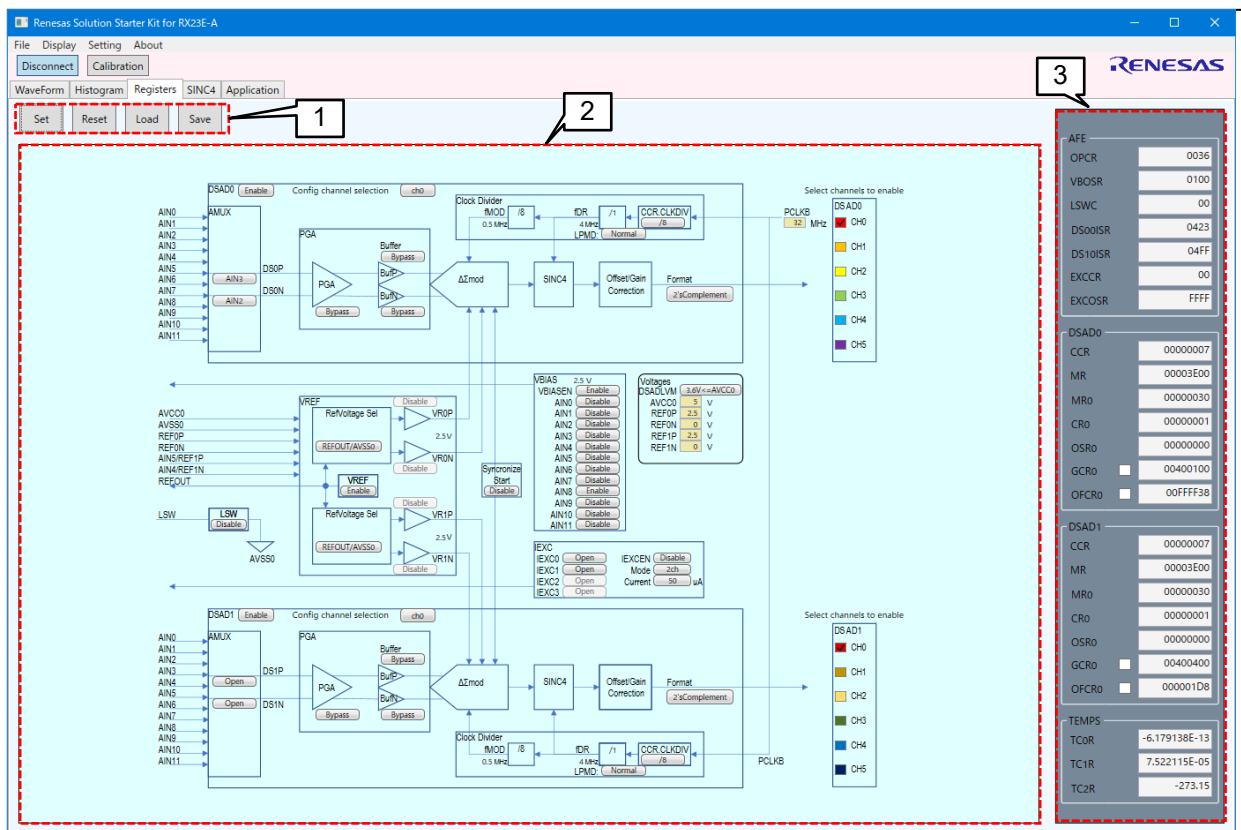 Renesas Solution Starter Kit for RX23E-A
File Display Setting About
Disconnect Calibration
RENESAS
WaveForm Histogram Registers SINC4 Application
Set Reset Load Save
1
2
3
DSAD0 Enable Config channel selection ch0
AIN0
AIN1
AIN2
AIN3
AIN4
AIN5
AIN6
AIN7
AIN8
AIN9
AIN10
AIN11
AMUX
AIN3
AIN2
DS0P
DS0N
PGA
PGA
Bypass
Buffer
Bypass
BufP
BufN
Bypass
Clock Divider
fMOD
0.5 MHz
/8
fDR
4 MHz
/1
CCR.CLKDIV
/8
LPMD: Normal
PCLKB
32 MHz
ΔΣmod
SINC4
Offset/Gain
Correction
Format
2'sComplement
Select channels to enable
DSAD0
CH0
CH1
CH2
CH3
CH4
CH5
AVCC0
AVSS0
REF0P
REF0N
AIN5/REF1P
AIN4/REF1N
REFOUT
LSW
LSW
Disable
AVSS0
VREF
RefVoltage Sel
REFOUT/AVSS0
Disable
VR0P
2.5V
VR0N
Disable
VREF
Enable
RefVoltage Sel
REFOUT/AVSS0
Disable
VR1P
2.5V
VR1N
Disable
Syncronize
Start
Disable
VBIAS 2.5 V
VBIASEN Enable
AIN0 Disable
AIN1 Disable
AIN2 Disable
AIN3 Disable
AIN4 Disable
AIN5 Disable
AIN6 Disable
AIN7 Disable
AIN8 Enable
AIN9 Disable
AIN10 Disable
AIN11 Disable
Voltages
DSADLVM 3.6V<=AVCC0
AVCC0 5 V
REF0P 2.5 V
REF0N 0 V
REF1P 2.5 V
REF1N 0 V
IEXC
IEXC0 Open IEXCEN Disable
IEXC1 Open Mode 2ch
IEXC2 Open Current 50 uA
IEXC3 Open
DSAD1 Enable Config channel selection ch0
AIN0
AIN1
AIN2
AIN3
AIN4
AIN5
AIN6
AIN7
AIN8
AIN9
AIN10
AIN11
AMUX
Open
Open
DS1P
DS1N
PGA
PGA
Bypass
Buffer
Bypass
BufP
BufN
Bypass
ΔΣmod
SINC4
Offset/Gain
Correction
Format
2'sComplement
Clock Divider
fMOD
0.5 MHz
/8
fDR
4 MHz
/1
CCR.CLKDIV
/8
LPMD: Normal
PCLKB
Select channels to enable
DSAD1
CH0
CH1
CH2
CH3
CH4
CH5
AFE
OPCR 0036
VBOSR 0100
LSWC 00
DS00ISR 0423
DS10ISR 04FF
EXCCR 00
EXCOSR FFFF
DSAD0
CCR 00000007
MR 00003E00
MR0 00000030
CR0 00000001
OSR0 00000000
GCR0 00400100
OFCR0 00FFFF38
DSAD1
CCR 00000007
MR 00003E00
MR0 00000030
CR0 00000001
OSR0 00000000
GCR0 00400400
OFCR0 000001D8
TEMPS
TC0R -6.179138E-13
TC1R 7.522115E-05
TC2R -273.15